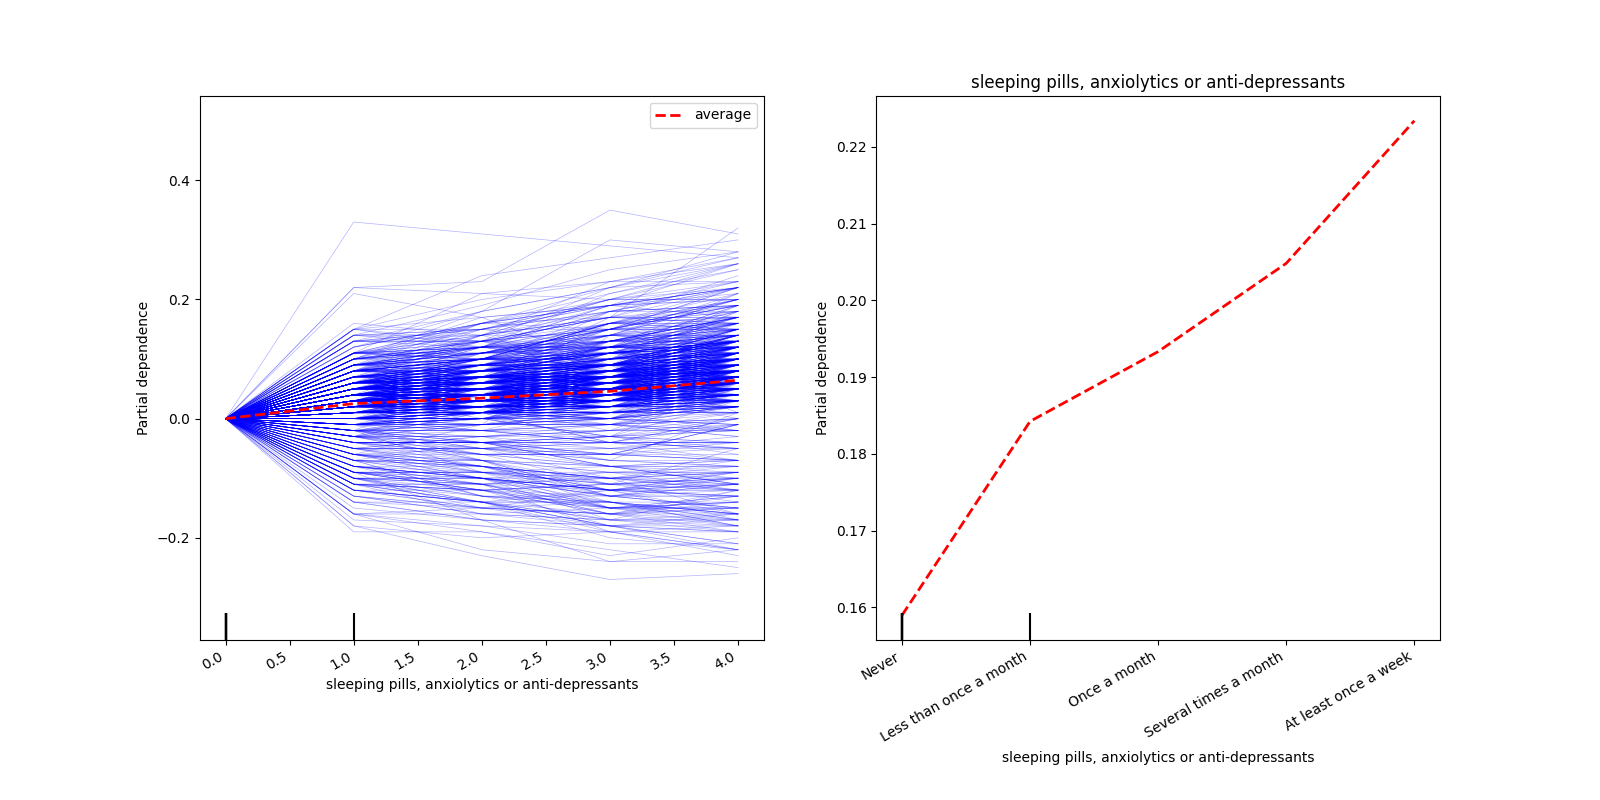 average
0.4
0.2
0.0
−0.2
Partial dependence
0.0 0.5 1.0 1.5 2.0 2.5 3.0 3.5 4.0
sleeping pills, anxiolytics or anti-depressants
sleeping pills, anxiolytics or anti-depressants
0.22
0.21
0.20
0.19
0.18
0.17
0.16
Partial dependence
Never
Less than once a month
Once a month
Several times a month
At least once a week
sleeping pills, anxiolytics or anti-depressants